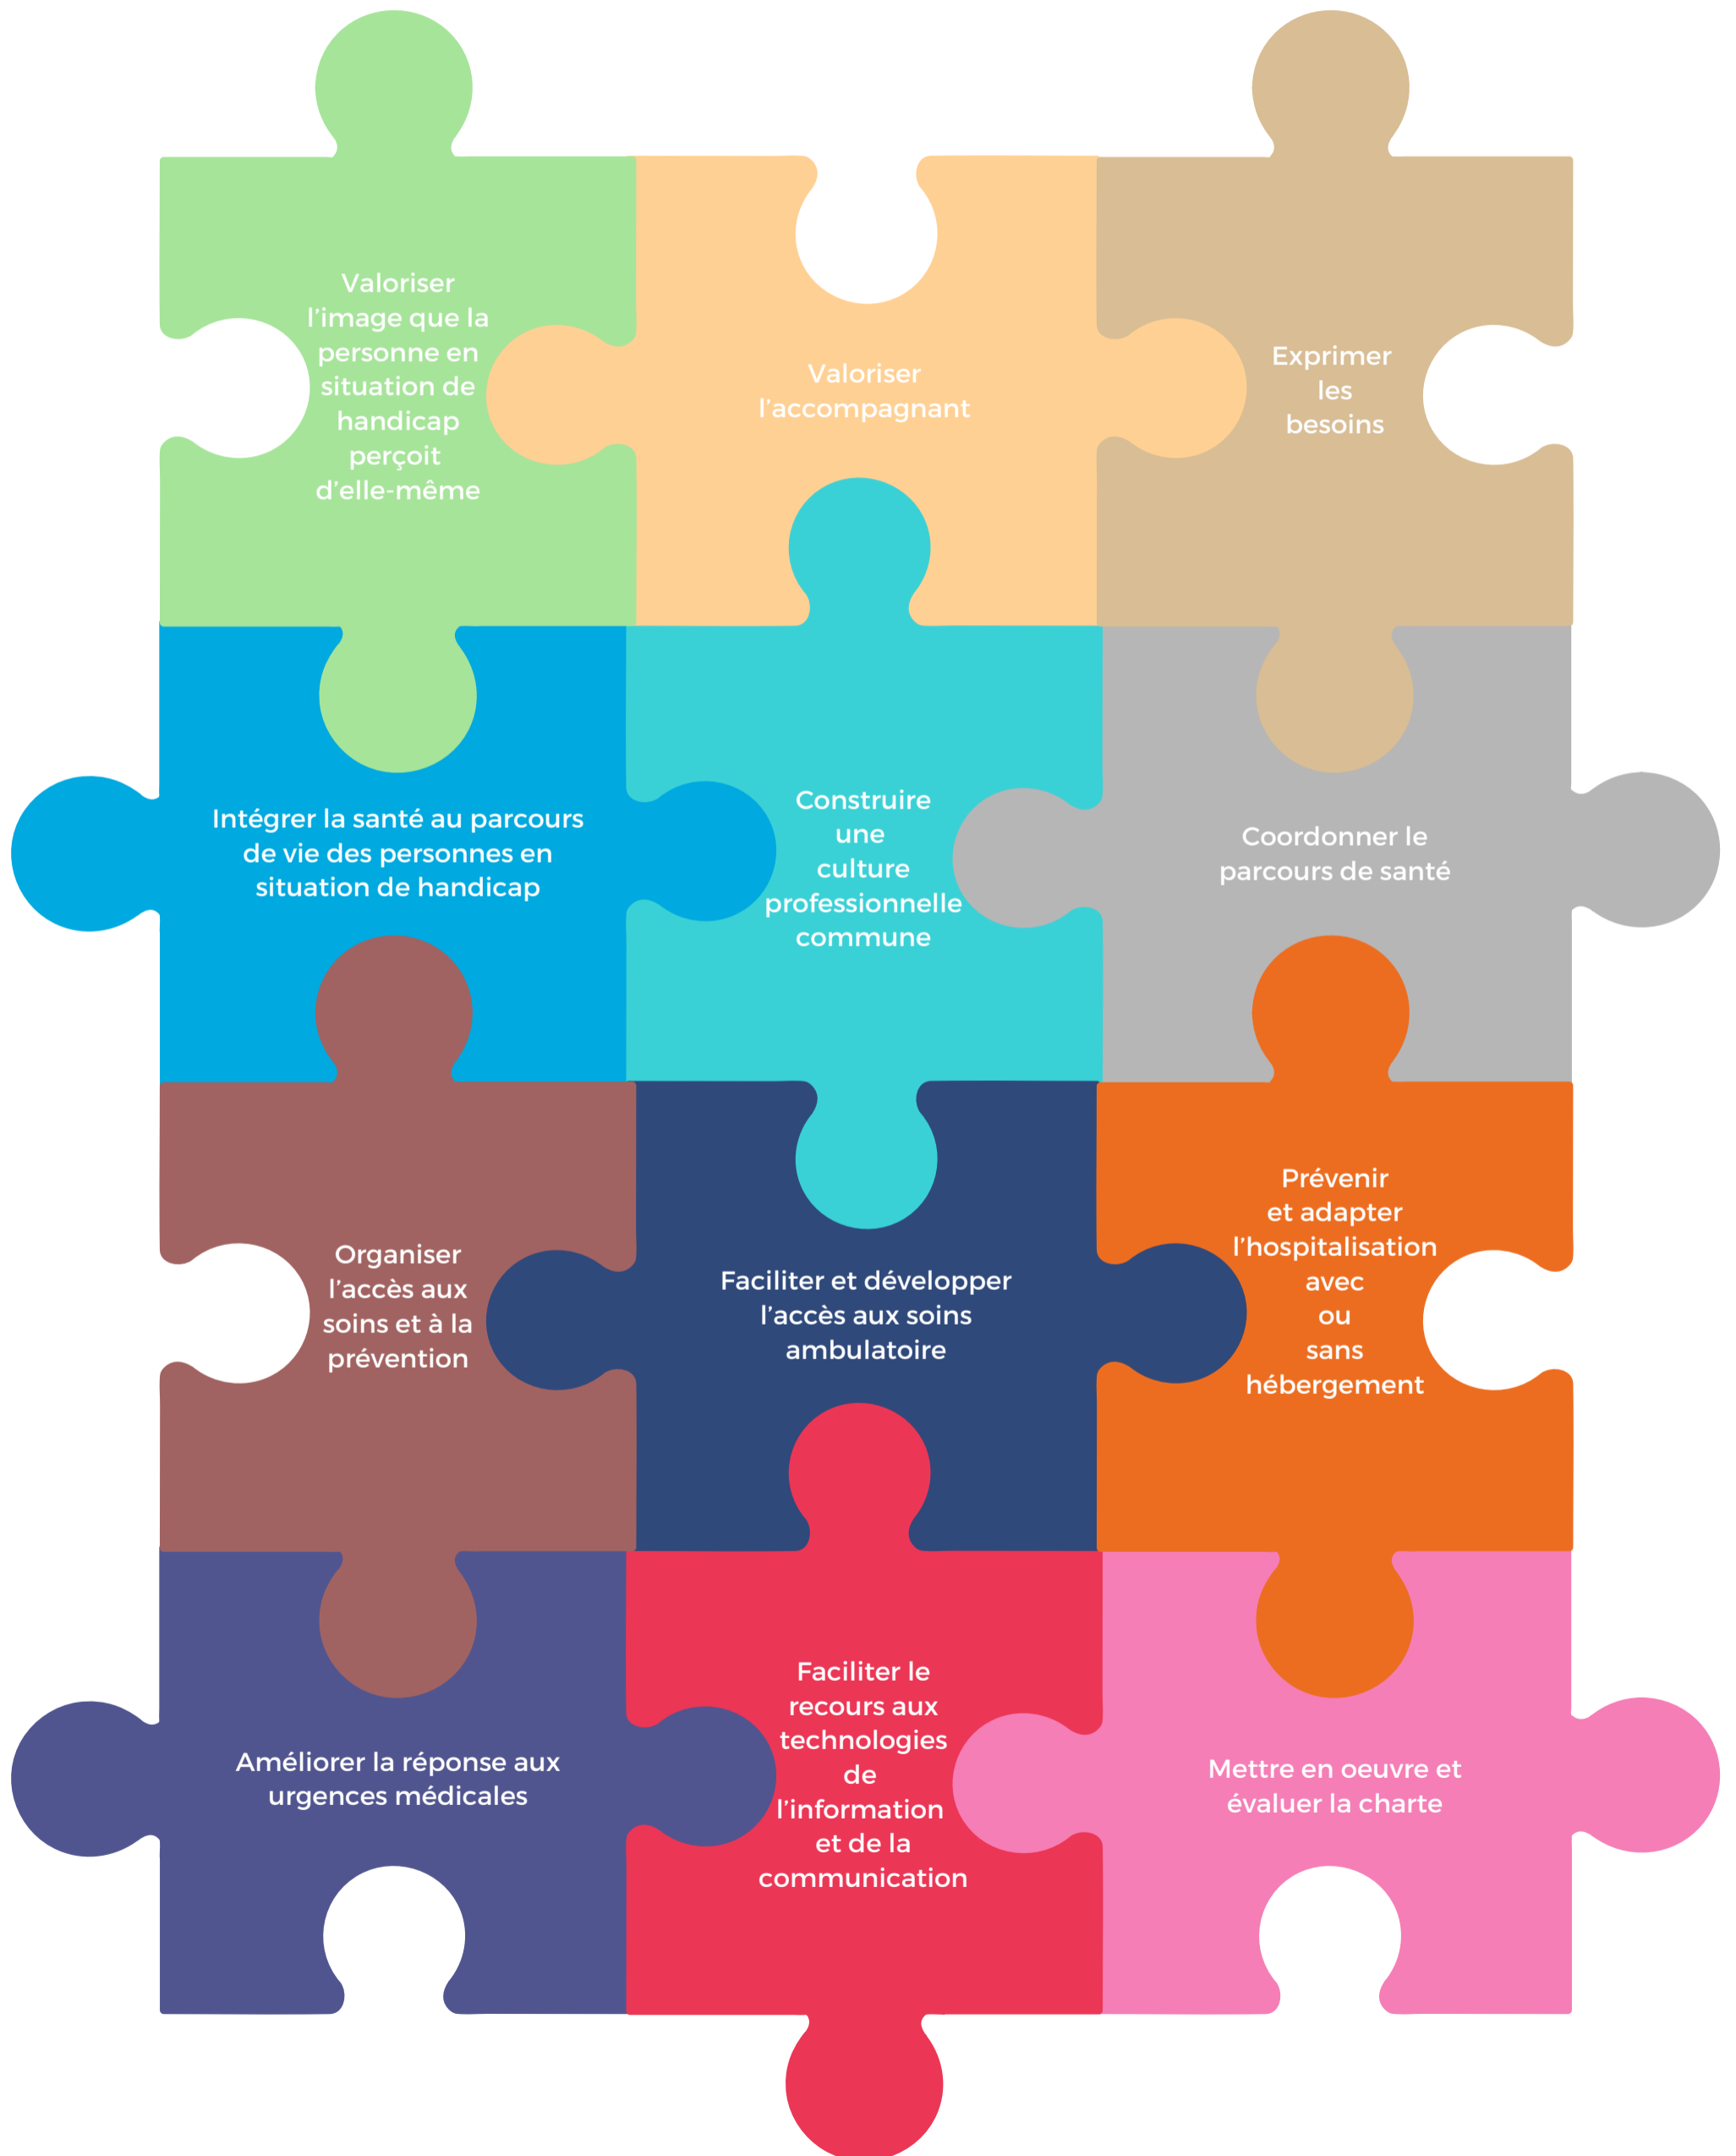 Valoriser
l'image que la
personne en
situation de
handicap
perçoit
d'elle-même
Valoriser
l'accompagnant
Exprimer
les
besoins
Intégrer la santé au parcours
de vie des personnes en
situation de handicap
Construire
une
culture
professionnelle
commune
Coordonner le
parcours de santé
Organiser
l'accès aux
soins et à la
prévention
Faciliter et développer
l'accès aux soins
ambulatoire
Prévenir
et adapter
l'hospitalisation
avec
ou
sans
hébergement
Améliorer la réponse aux
urgences médicales
Faciliter le
recours aux
technologies
de
l'information
et de la
communication
Mettre en oeuvre et
évaluer la charte